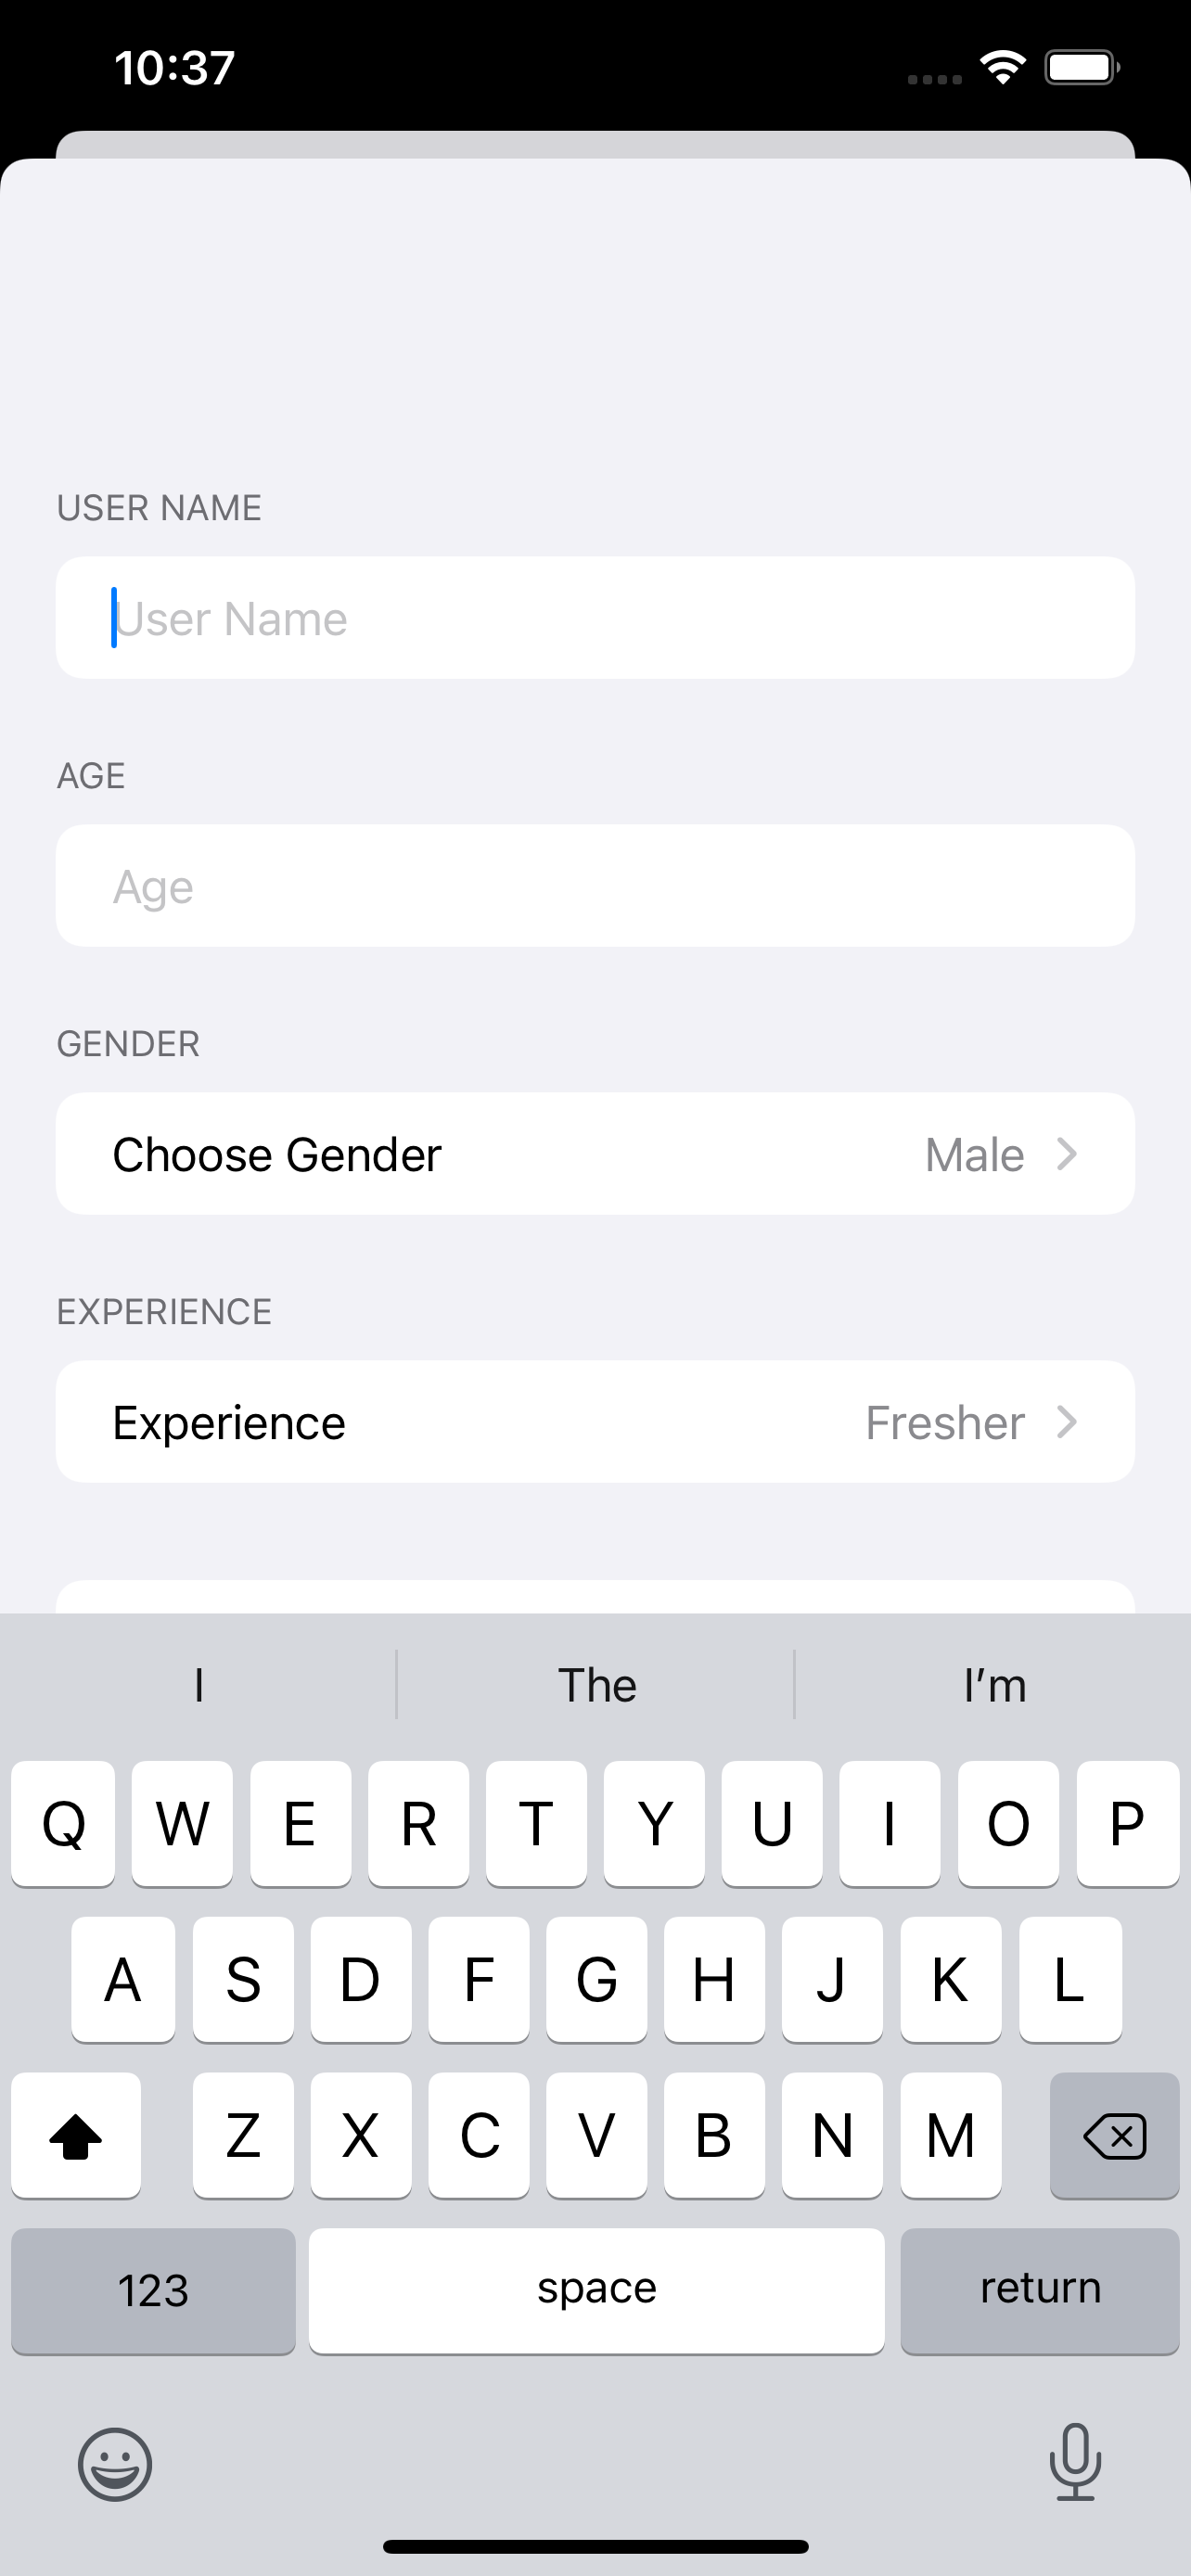 10:37
USER NAME
User Name
AGE
Age
GENDER
Choose Gender Male
EXPERIENCE
Experience Fresher
I The I’m
Q W E R T Y U I O P
A S D F G H J K L
Z X C V B N M
123 space return